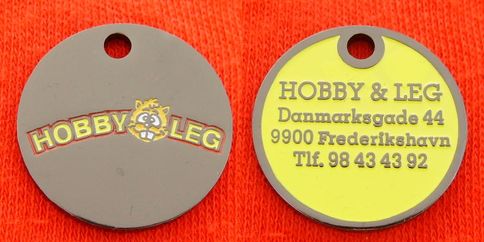 HOBBY LEG
HOBBY & LEG
Danmarksgade 44
9900 Frederikshavn
Tlf. 98 43 43 92